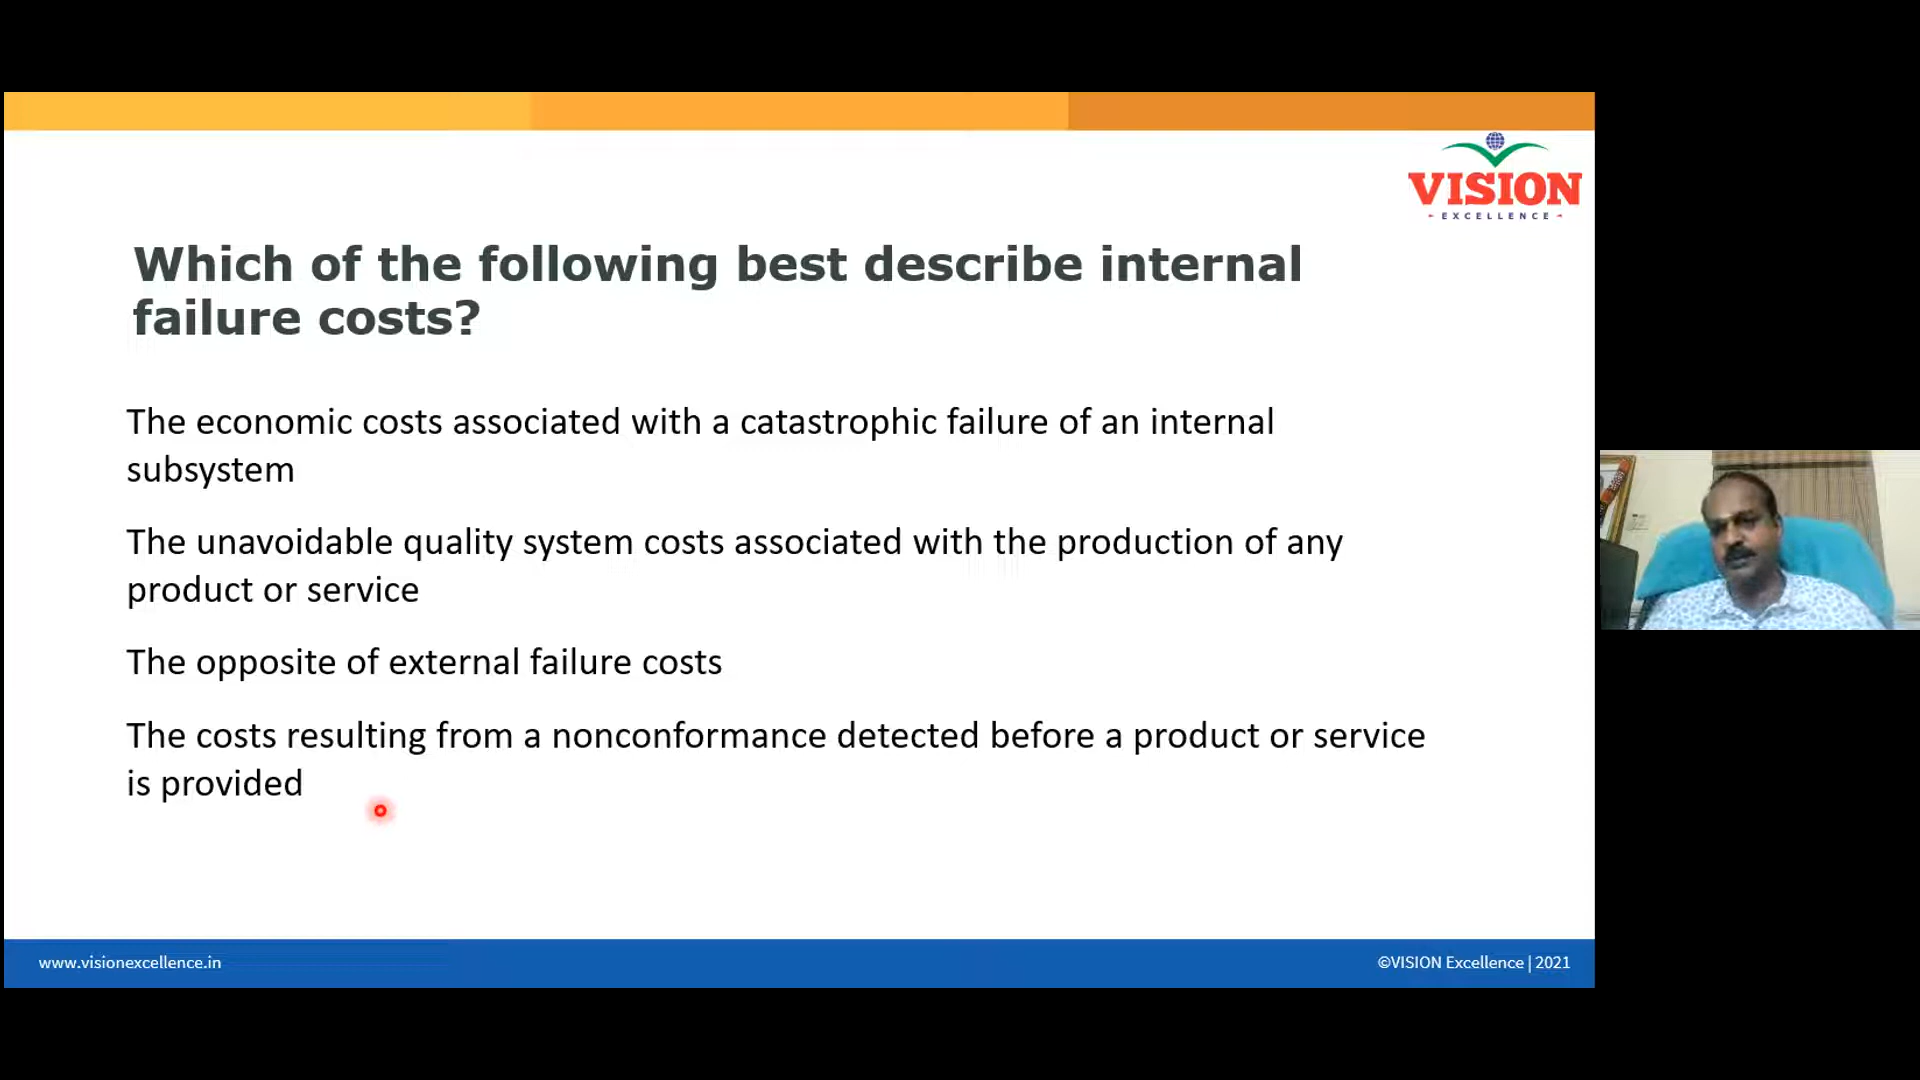 VISION
EXCELLENCE
Which of the following best describe internal
failure costs?
The economic costs associated with a catastrophic failure of an internal
subsystem
The unavoidable quality system costs associated with the production of any
product or service
The opposite of external failure costs
The costs resulting from a nonconformance detected before a product or service
is provided
www.visionexcellence.in
©VISION Excellence | 2021